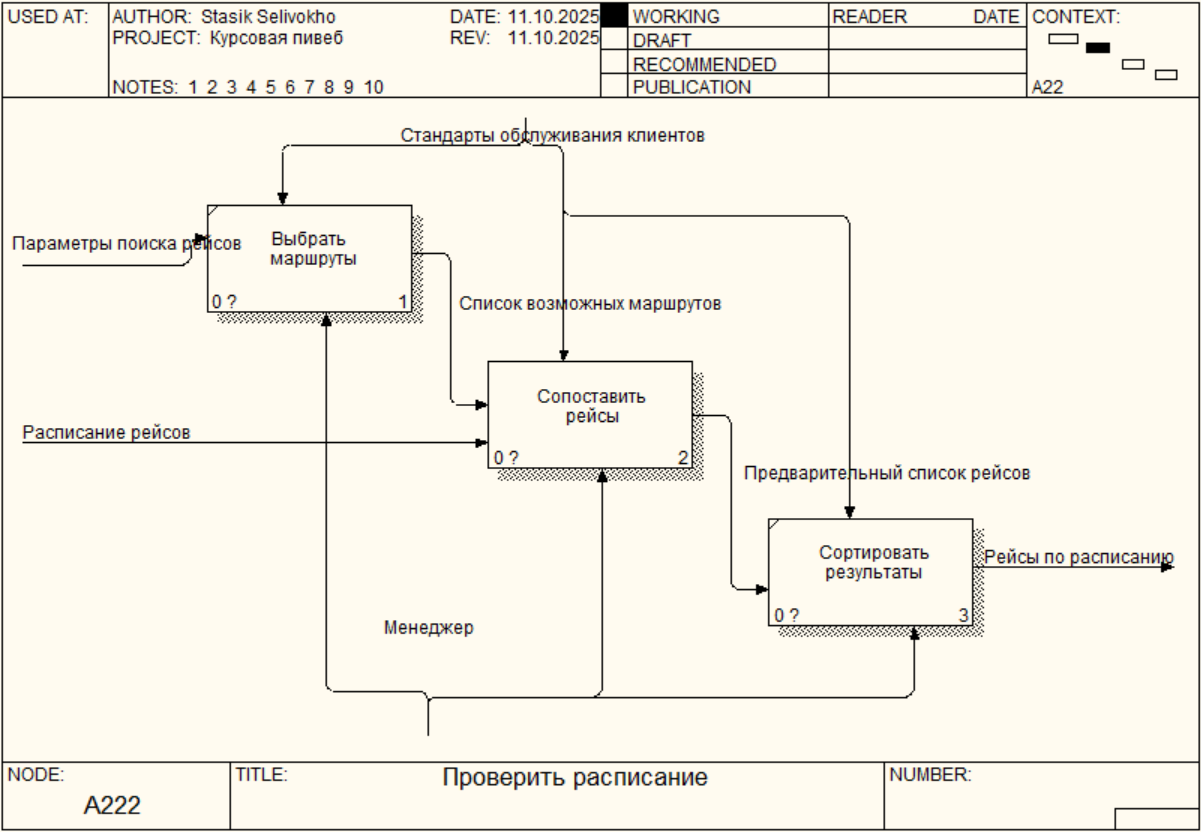 USED AT:
AUTHOR: Stasik Selivokho
DATE: 11.10.2025
PROJECT: Курсовая пивеб
REV: 11.10.2025
NOTES: 1 2 3 4 5 6 7 8 9 10
WORKING
DRAFT
RECOMMENDED
PUBLICATION
READER
DATE
CONTEXT:
A22
Стандарты обслуживания клиентов
Параметры поиска рейсов
Выбрать
маршруты
0 ?
1
Список возможных маршрутов
Сопоставить
рейсы
0 ?
2
Расписание рейсов
Предварительный список рейсов
Сортировать
результаты
0 ?
3
Рейсы по расписанию
Менеджер
NODE:
A222
TITLE:
Проверить расписание
NUMBER: